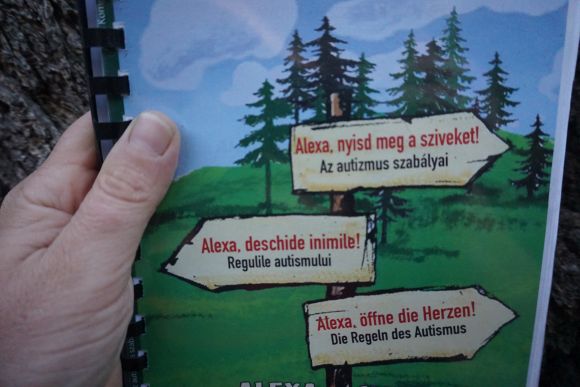 Alexa, nyisd meg a sziveket!
Az autizmus szabályai
Alexa, deschide inimile!
Regulile autismului
Alexa, öffne die Herzen!
Die Regeln des Autismus
ALEXA